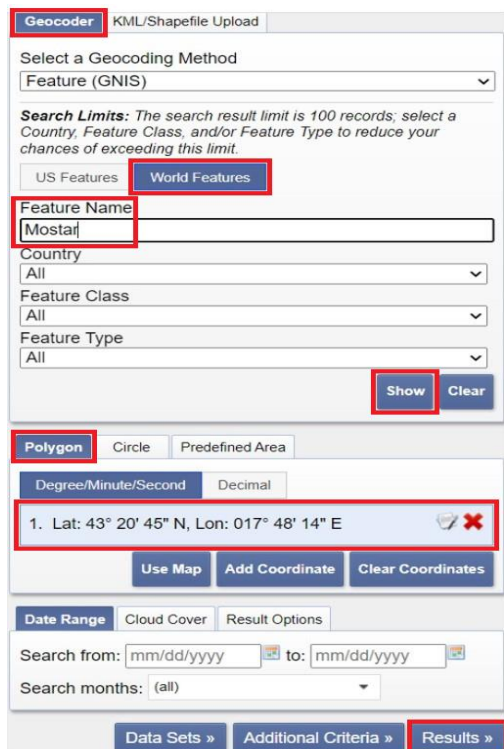 Geocoder KML/Shapefile Upload
Select a Geocoding Method
Feature (GNIS)
Search Limits: The search result limit is 100 records; select a
Country, Feature Class, and/or Feature Type to reduce your
chances of exceeding this limit.
US Features World Features
Feature Name
Mostar
Country
All
Feature Class
All
Feature Type
All
Show Clear
Polygon Circle Predefined Area
Degree/Minute/Second Decimal
1. Lat: 43° 20' 45" N, Lon: 017° 48' 14" E
Use Map Add Coordinate Clear Coordinates
Date Range Cloud Cover Result Options
Search from: mm/dd/yyyy to: mm/dd/yyyy
Search months: (all)
Data Sets » Additional Criteria » Results »